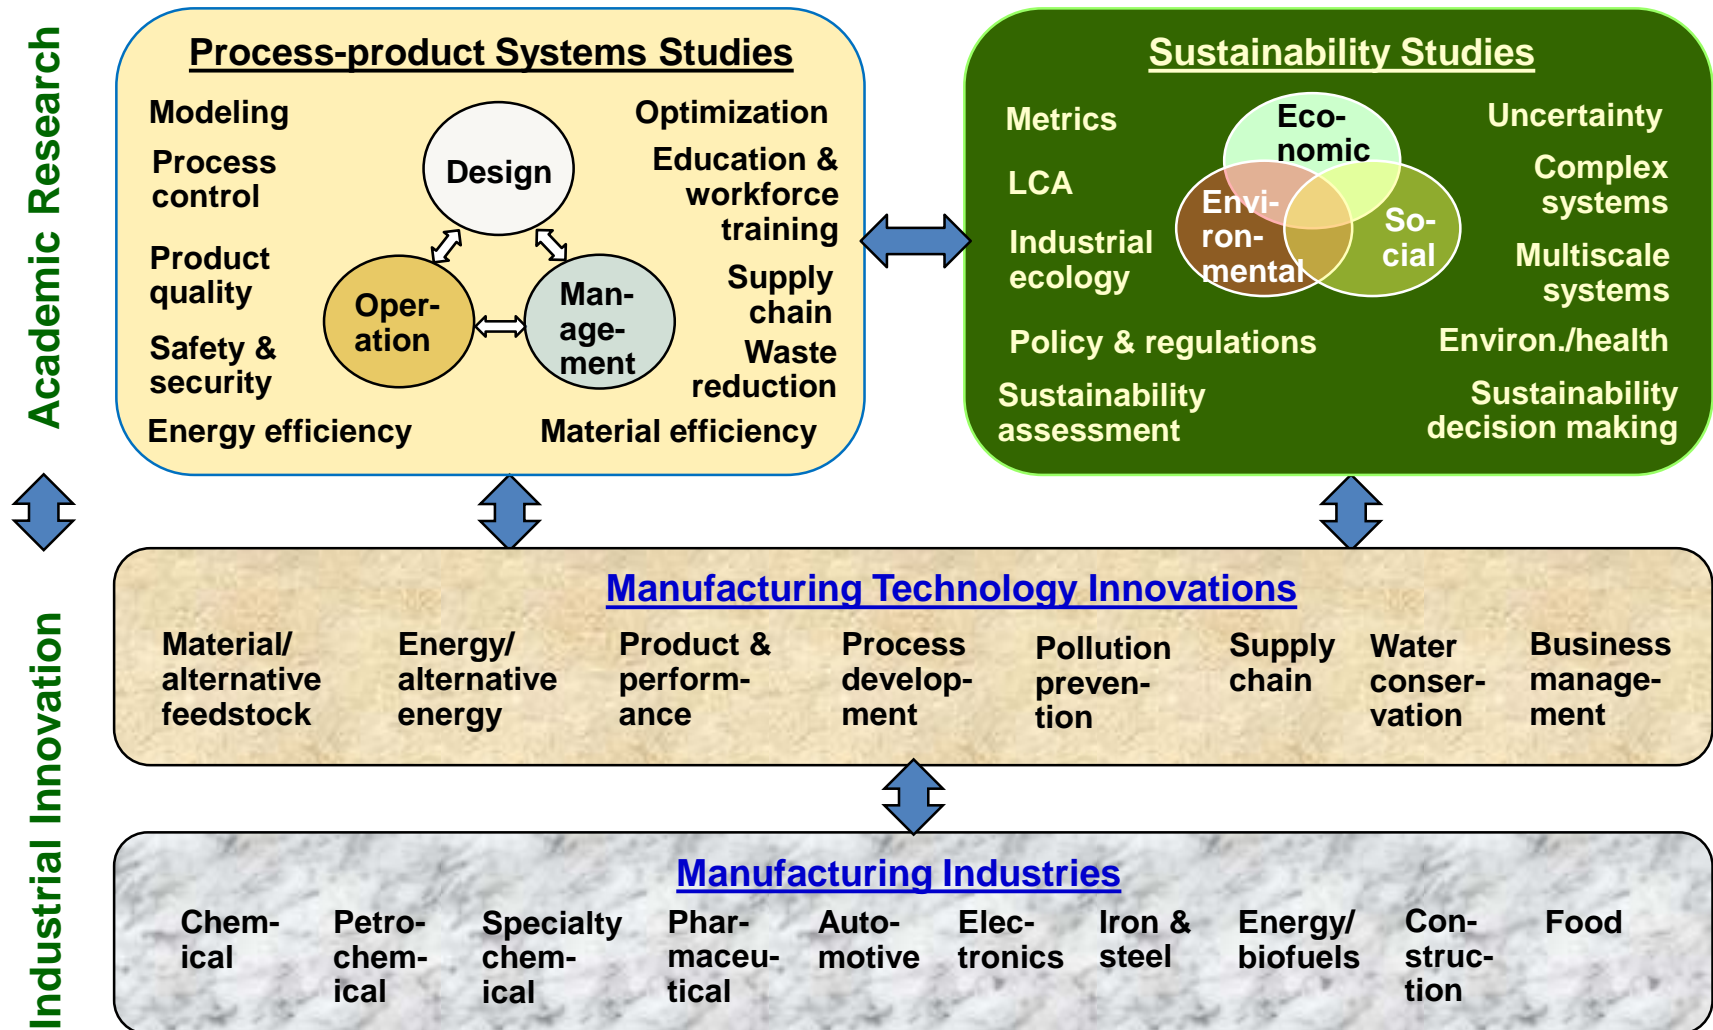 Academic Research
Process-product Systems Studies
Modeling
Process
control
Product
quality
Safety &
security
Energy efficiency
Design
Oper-
ation
Man-
age-
ment
Optimization
Education &
workforce
training
Supply
chain
Waste
reduction
Material efficiency
Sustainability Studies
Metrics
LCA
Industrial
ecology
Policy & regulations
Sustainability
assessment
Eco-
nomic
Envi-
ron-
mental
So-
cial
Uncertainty
Complex
systems
Multiscale
systems
Environ./health
Sustainability
decision making
Industrial Innovation
Manufacturing Technology Innovations
Material/
alternative
feedstock
Energy/
alternative
energy
Product &
perform-
ance
Process
develop-
ment
Pollution
preven-
tion
Supply
chain
Water
conser-
vation
Business
manage-
ment
Manufacturing Industries
Chem-
ical
Petro-
chem-
ical
Specialty
chem-
ical
Phar-
maceu-
tical
Auto-
motive
Elec-
tronics
Iron &
steel
Energy/
biofuels
Con-
struc-
tion
Food